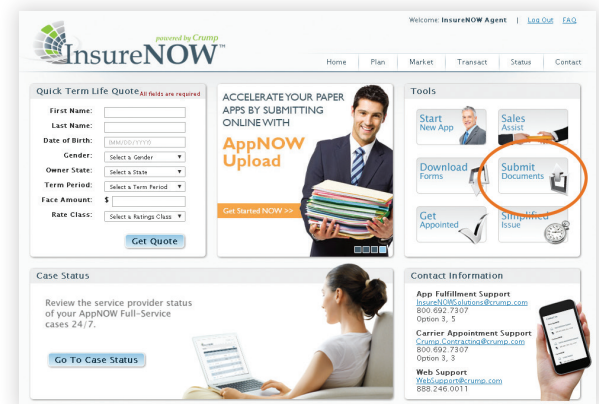 Welcome: InsureNOW Agent | Log Out FAQ
powered by Crump
InsureNOW™
Home Plan Market Transact Status Contact
Quick Term Life Quote All fields are required
First Name:
Last Name:
Date of Birth: (MM/DD/YYYY)
Gender: Select a Gender
Owner State: Select a State
Term Period: Select a Term Period
Face Amount: $
Rate Class: Select a Ratings Class
Get Quote
ACCELERATE YOUR PAPER
APPS BY SUBMITTING
ONLINE WITH
AppNOW
Upload
Get Started NOW >>
Tools
Start
New App
Sales
Assist
Download
Forms
Submit
Documents
Get
Appointed
Simplified
Issue
Case Status
Review the service provider status
of your AppNOW Full-Service
cases 24/7.
Go To Case Status
Contact Information
App Fulfillment Support
InsureNOWSolutions@crump.com
800.692.7307
Option 3, 5
Carrier Appointment Support
Crump.Contracting@crump.com
800.692.7307
Option 3, 3
Web Support
WebSupport@crump.com
888.246.0011